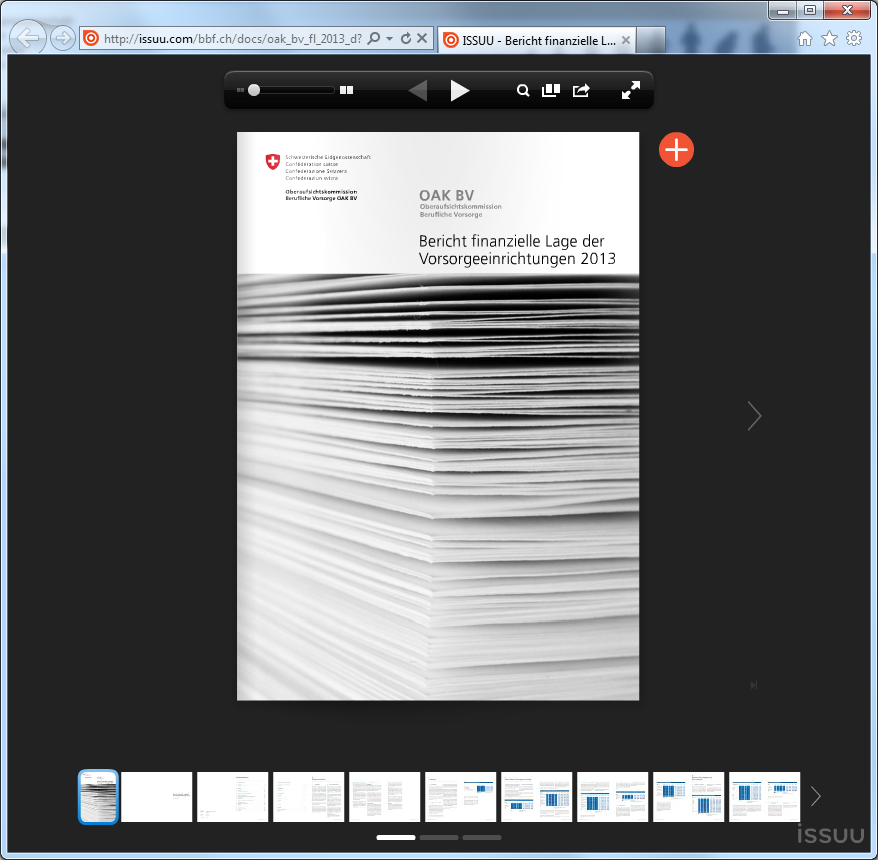 http://issuu.com/bbf.ch/docs/oak_bv_fl_2013_d?
ISSUU - Bericht finanzielle L...
Schweizerische Eidgenossenschaft
Confédération suisse
Confederazione Svizzera
Confederaziun svizra
Oberaufsichtskommission
Berufliche Vorsorge OAK BV
OAK BV
Oberaufsichtskommission
Berufliche Vorsorge
Bericht finanzielle Lage der
Vorsorgeeinrichtungen 2013
issuu